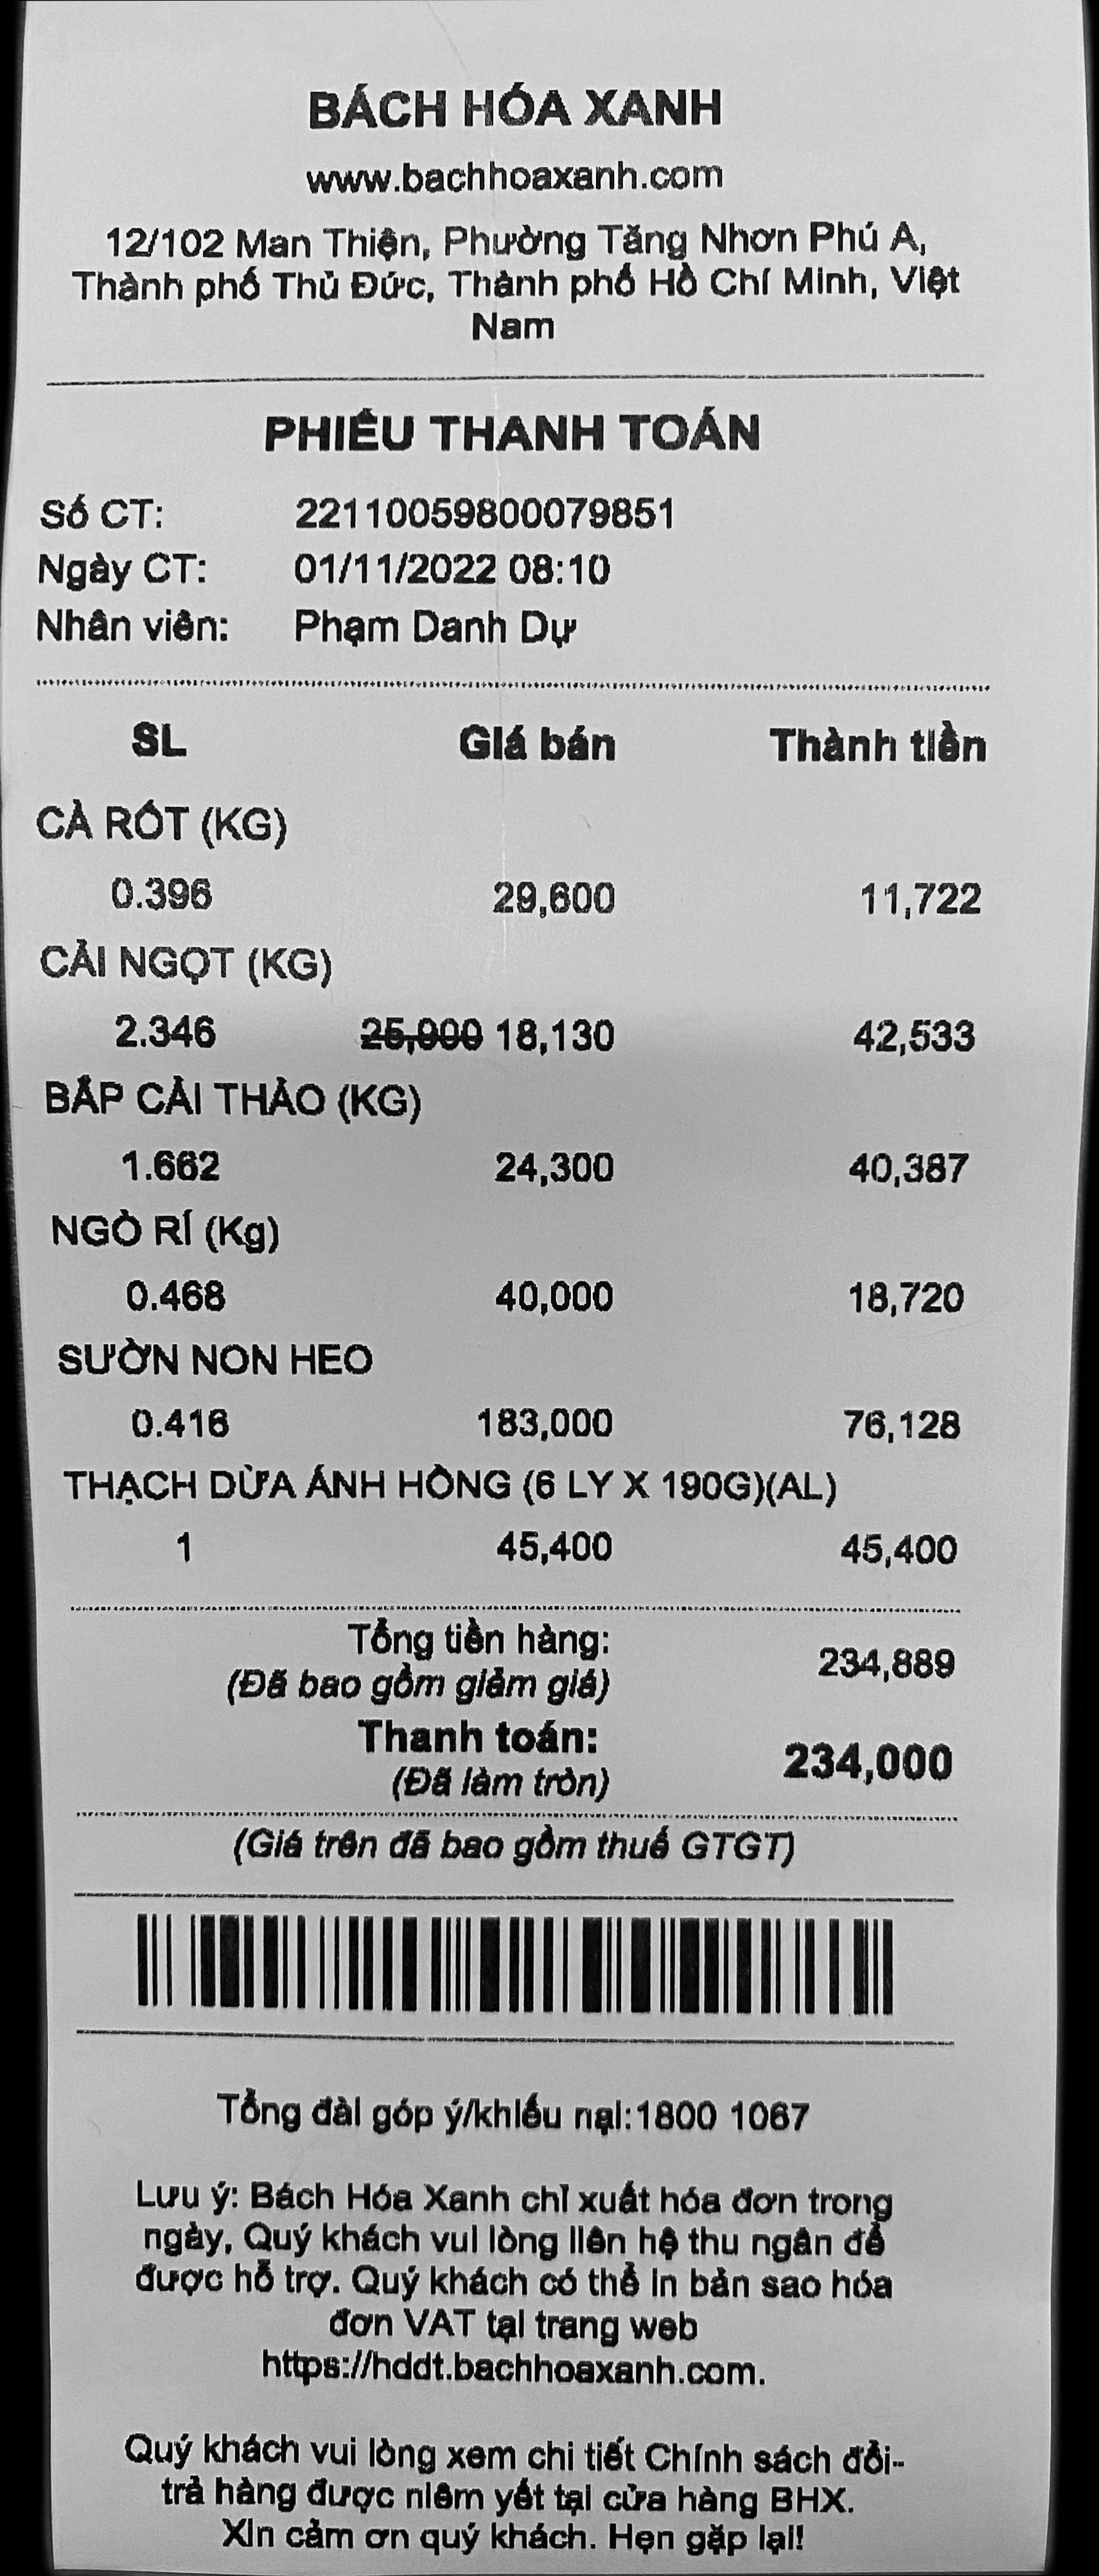 BÁCH HÓA XANH
www.bachhoaxanh.com
12/102 Man Thiện, Phường Tăng Nhơn Phú A,
Thành phố Thủ Đức, Thành phố Hồ Chí Minh, Việt
Nam
PHIẾU THANH TOÁN
Số CT: 22110059800079851
Ngày CT: 01/11/2022 08:10
Nhân viên: Phạm Danh Dự
SL Giá bán Thành tiền
CÀ RỐT (KG)
0.396 29,600 11,722
CẢI NGỌT (KG)
2.346 25,900 18,130 42,533
BẮP CẢI THẢO (KG)
1.662 24,300 40,387
NGÒ RÍ (Kg)
0.468 40,000 18,720
SƯỜN NON HEO
0.416 183,000 76,128
THẠCH DỪA ÁNH HỒNG (6 LY X 190G)(AL)
1 45,400 45,400
Tổng tiền hàng: 234,889
(Đã bao gồm giảm giá)
Thanh toán: 234,000
(Đã làm tròn)
(Giá trên đã bao gồm thuế GTGT)
Tổng đài góp ý/khiếu nại:1800 1067
Lưu ý: Bách Hóa Xanh chỉ xuất hóa đơn trong
ngày, Quý khách vui lòng liên hệ thu ngân để
được hỗ trợ. Quý khách có thể in bản sao hóa
đơn VAT tại trang web
https://hddt.bachhoaxanh.com.
Quý khách vui lòng xem chi tiết Chính sách đổi-
trả hàng được niêm yết tại cửa hàng BHX.
Xin cảm ơn quý khách. Hẹn gặp lại!